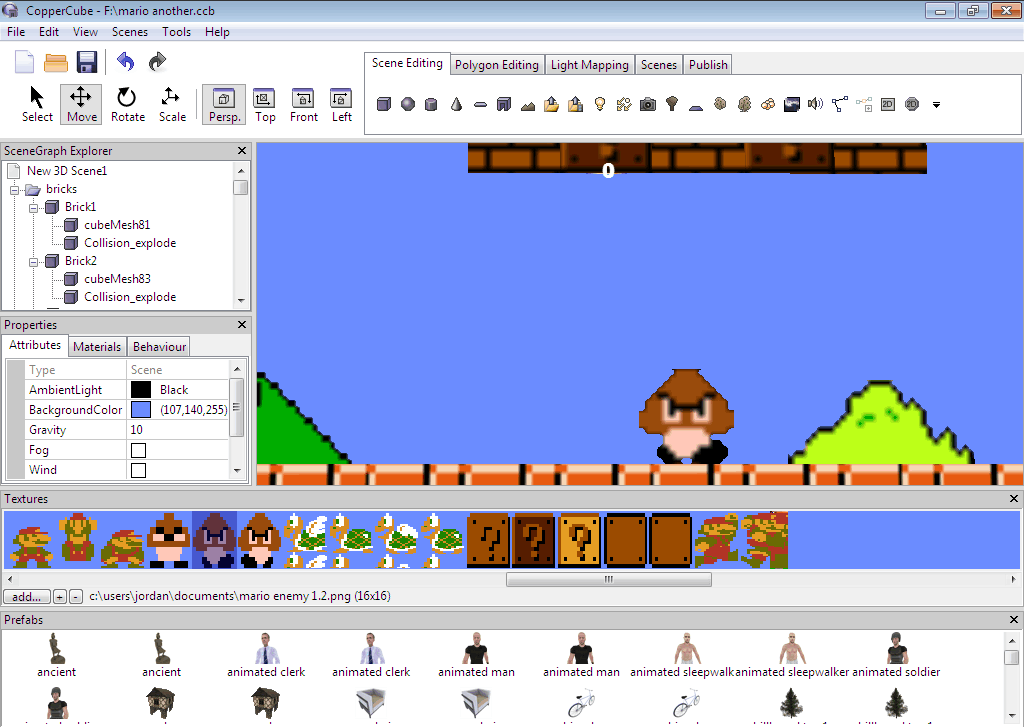 CopperCube - F:\mario another.ccb
File Edit View Scenes Tools Help
Scene Editing Polygon Editing Light Mapping Scenes Publish
Select Move Rotate Scale Persp. Top Front Left
2D 2D
SceneGraph Explorer
New 3D Scene1
bricks
Brick1
cubeMesh81
Collision_explode
Brick2
cubeMesh83
Collision_explode
0
Properties
Attributes Materials Behaviour
Type Scene
AmbientLight Black
BackgroundColor (107,140,255)
Gravity 10
Fog
Wind
Textures
? ? ?
add... + - c:\users\jordan\documents\mario enemy 1.2.png (16x16)
Prefabs
ancient ancient animated clerk animated clerk animated man animated man animated sleepwalk animated sleepwalker animated soldier